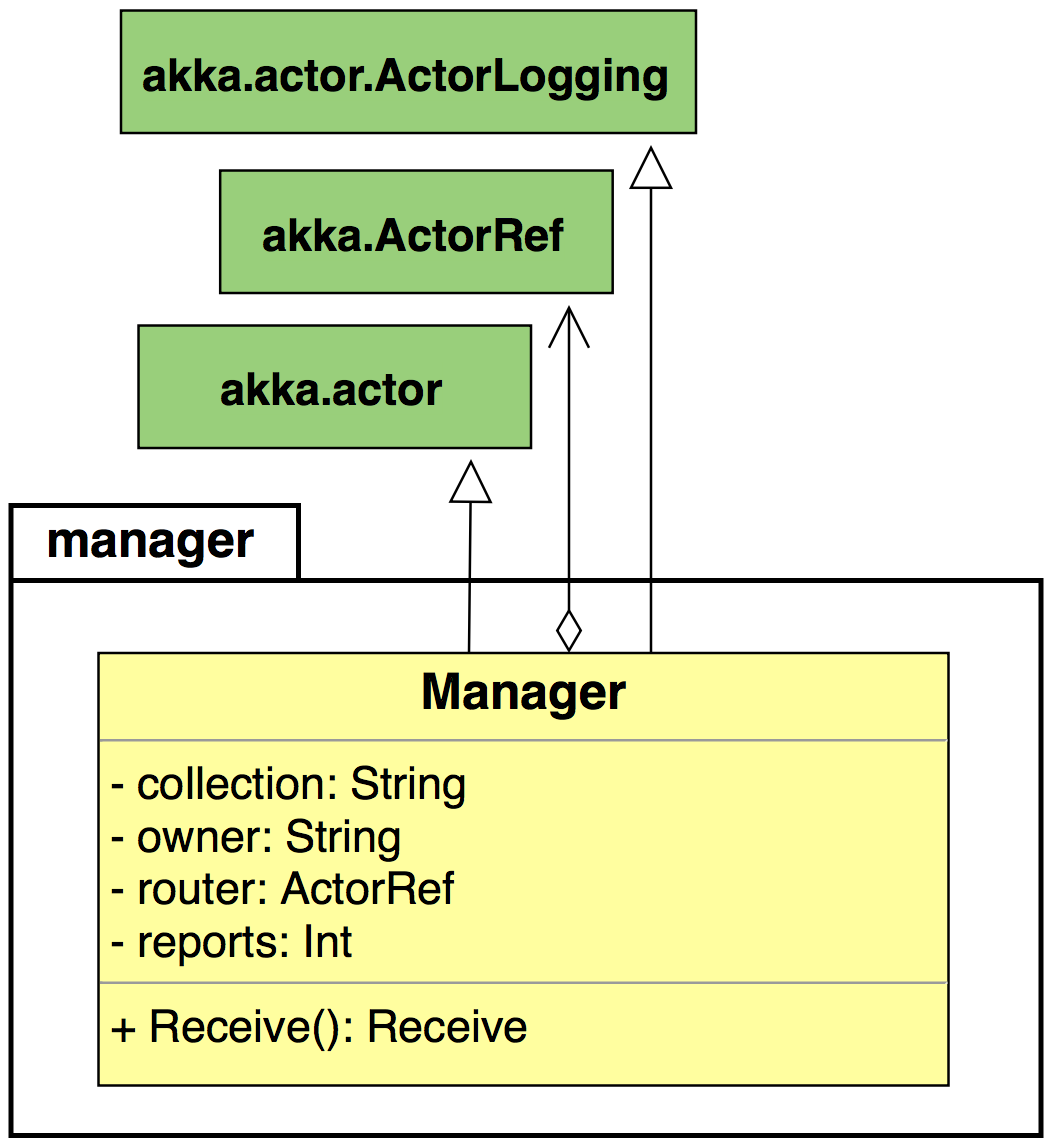 akka.actor.ActorLogging
akka.ActorRef
akka.actor
manager
Manager
- collection: String
- owner: String
- router: ActorRef
- reports: Int
+ Receive(): Receive